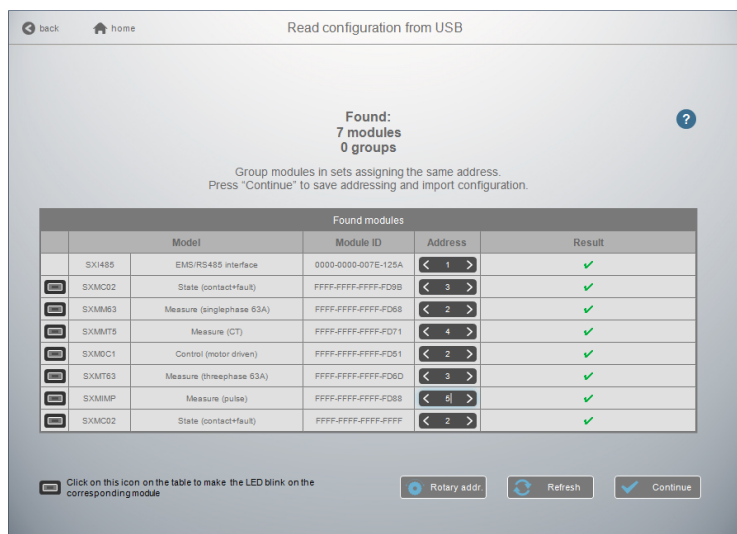 back
home
Read configuration from USB
Found:
7 modules
0 groups
?
Group modules in sets assigning the same address.
Press "Continue" to save addressing and import configuration.
Found modules
Model Module ID Address Result
SXI485 EMS/RS485 interface 0000-0000-007E-125A 1
SXMC02 State (contact+fault) FFFF-FFFF-FFFF-FD9B 3
SXMM63 Measure (singlephase 63A) FFFF-FFFF-FFFF-FD68 2
SXMMT5 Measure (CT) FFFF-FFFF-FFFF-FD71 4
SXM0C1 Control (motor driven) FFFF-FFFF-FFFF-FD51 2
SXMT63 Measure (threephase 63A) FFFF-FFFF-FFFF-FD6D 3
SXMIMP Measure (pulse) FFFF-FFFF-FFFF-FD88 5
SXMC02 State (contact+fault) FFFF-FFFF-FFFF-FFFF 2
Click on this icon on the table to make the LED blink on the
corresponding module
Rotary addr.
Refresh
Continue